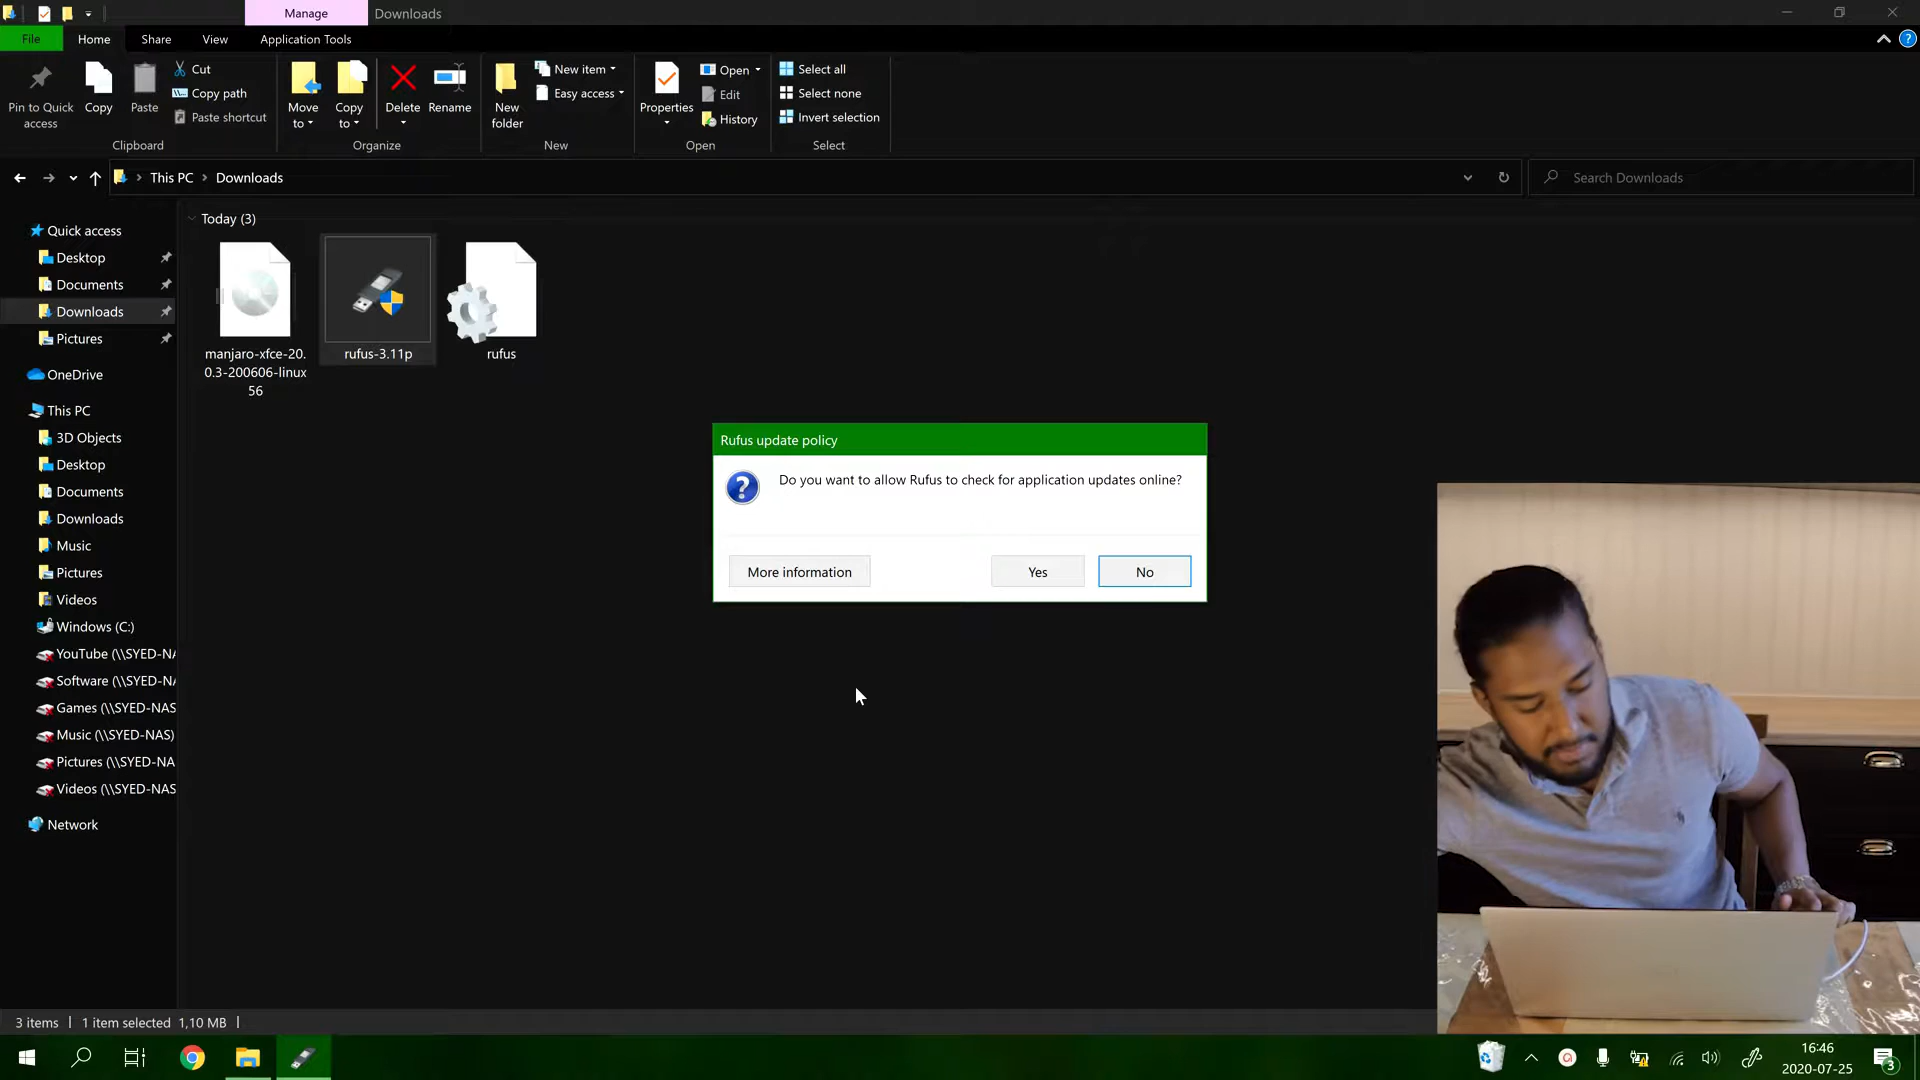 Manage
Downloads
File
Home
Share
View
Application Tools
Pin to Quick
access
Copy
Paste
Cut
Copy path
Paste shortcut
Clipboard
Move
to
Copy
to
Delete
Rename
Organize
New
folder
New item
Easy access
New
Properties
Open
Edit
History
Open
Select all
Select none
Invert selection
Select
This PC
Downloads
Search Downloads
Quick access
Desktop
Documents
Downloads
Pictures
OneDrive
This PC
3D Objects
Desktop
Documents
Downloads
Music
Pictures
Videos
Windows (C:)
YouTube (\\SYED-NA
Software (\\SYED-NA
Games (\\SYED-NAS
Music (\\SYED-NAS)
Pictures (\\SYED-NA
Videos (\\SYED-NAS
Network
Today (3)
manjaro-xfce-20.
0.3-200606-linux
56
rufus-3.11p
rufus
Rufus update policy
Do you want to allow Rufus to check for application updates online?
More information
Yes
No
3 items
1 item selected 1,10 MB
16:46
2020-07-25
3